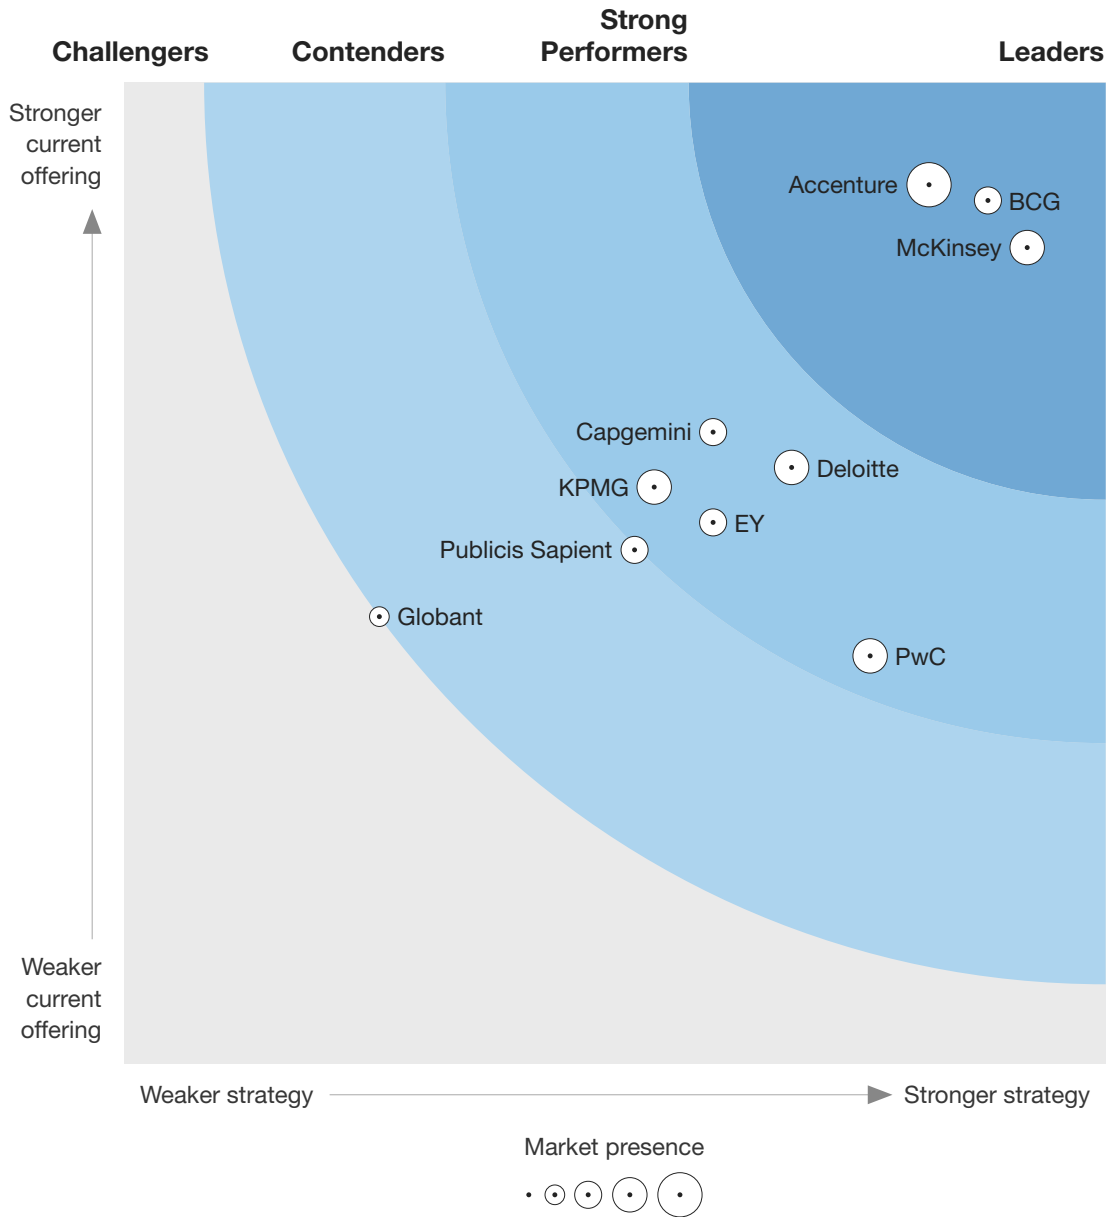 Strong
Challengers Contenders Performers Leaders
Stronger
current
offering
Accenture
BCG
McKinsey
Capgemini
Deloitte
KPMG
EY
Publicis Sapient
Globant
PwC
Weaker
current
offering
Weaker strategy Stronger strategy
Market presence